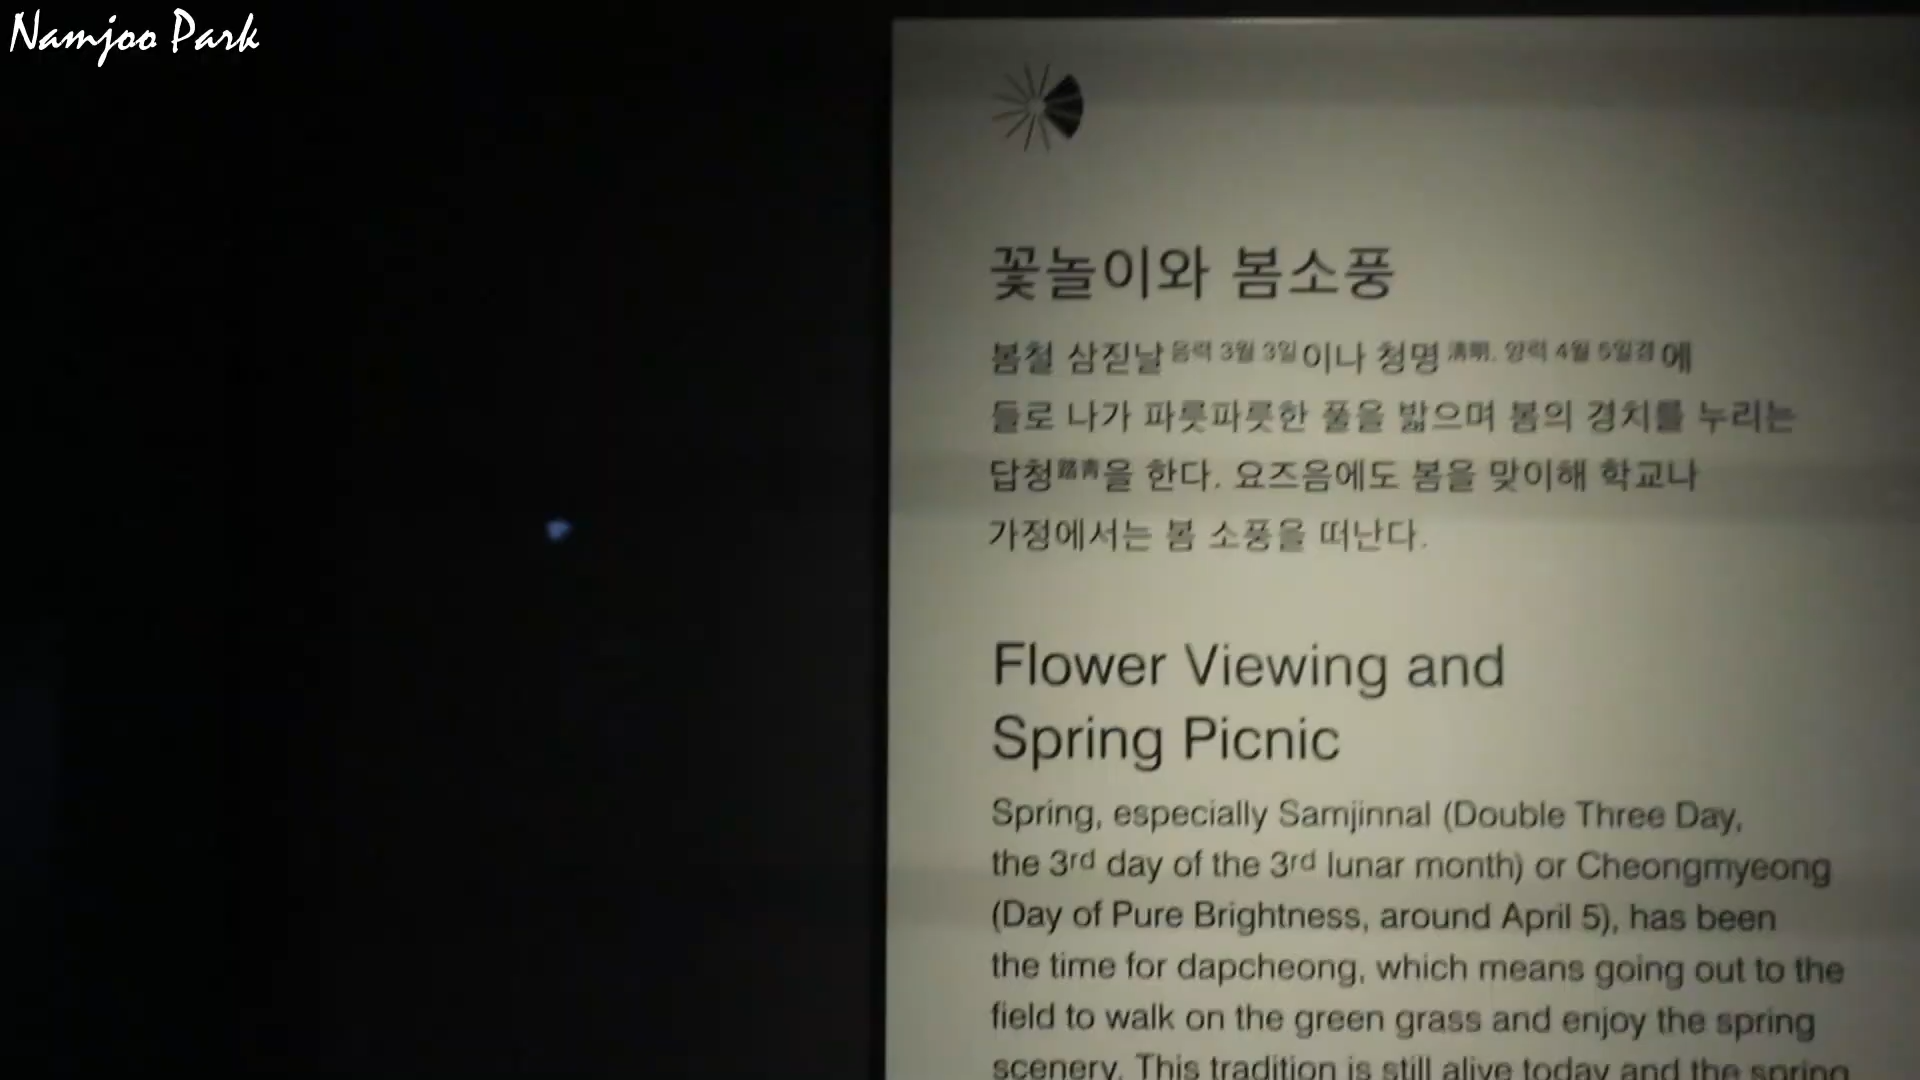 Namjoo Park
꽃놀이와 봄소풍
봄철 삼짇날 음력 3월 3일이나 청명 淸明, 양력 4월 5일경에
들로 나가 파릇파릇한 풀을 밟으며 봄의 경치를 누리는
답청踏靑을 한다. 요즈음에도 봄을 맞이해 학교나
가정에서는 봄 소풍을 떠난다.
Flower Viewing and
Spring Picnic
Spring, especially Samjinnal (Double Three Day,
the 3rd day of the 3rd lunar month) or Cheongmyeong
(Day of Pure Brightness, around April 5), has been
the time for dapcheong, which means going out to the
field to walk on the green grass and enjoy the spring
scenery. This tradition is still alive today and the spring